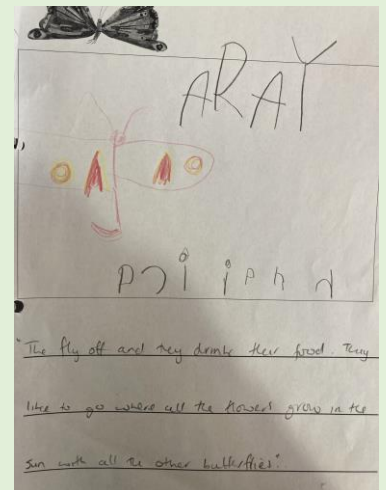 ARAY
"The fly off and they drink their food. They
like to go where all the flowers grow in the
sun with all the other butterflies".